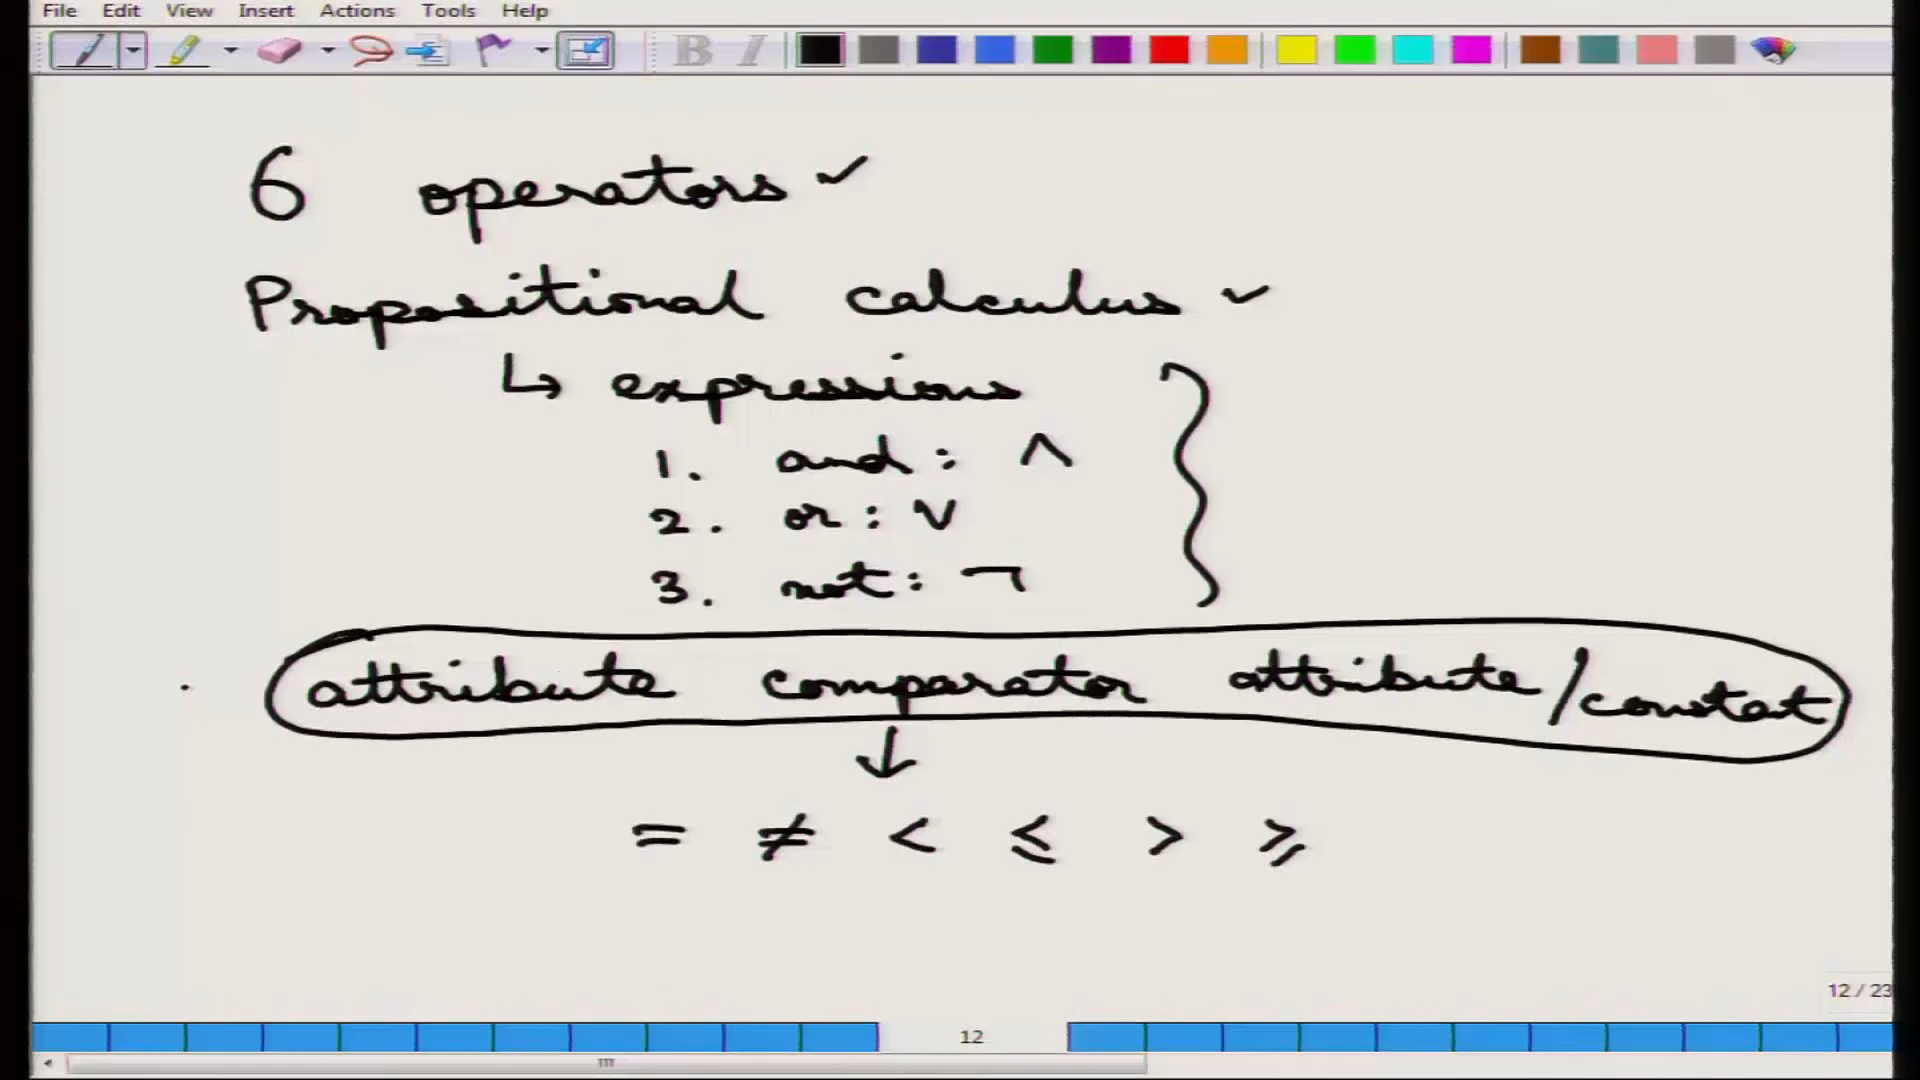 File Edit View Insert Actions Tools Help
B I
6 operators ✓
Propositional calculus ✓
↳ expressions
1. and : ∧
2. or : ∨
3. not : ¬
attribute comparator attribute/constat
↓
= ≠ < ≤ > ≥
12 / 23
12